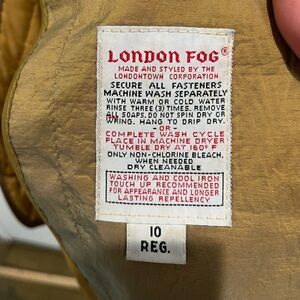 LONDON FOG®
MADE AND STYLED BY THE
LONDONTOWN CORPORATION
SECURE ALL FASTENERS
MACHINE WASH SEPARATELY
WITH WARM OR COLD WATER
RINSE THREE (3) TIMES. REMOVE
ALL SOAPS. DO NOT SPIN DRY OR
WRING. HANG TO DRIP DRY.
-OR-
COMPLETE WASH CYCLE
PLACE IN MACHINE DRYER
TUMBLE DRY AT 160°F
ONLY NON-CHLORINE BLEACH,
WHEN NEEDED
DRY CLEANABLE
WASHING AND COOL IRON
TOUCH UP RECOMMENDED
FOR APPEARANCE AND LONGER
LASTING REPELLENCY
10
REG.